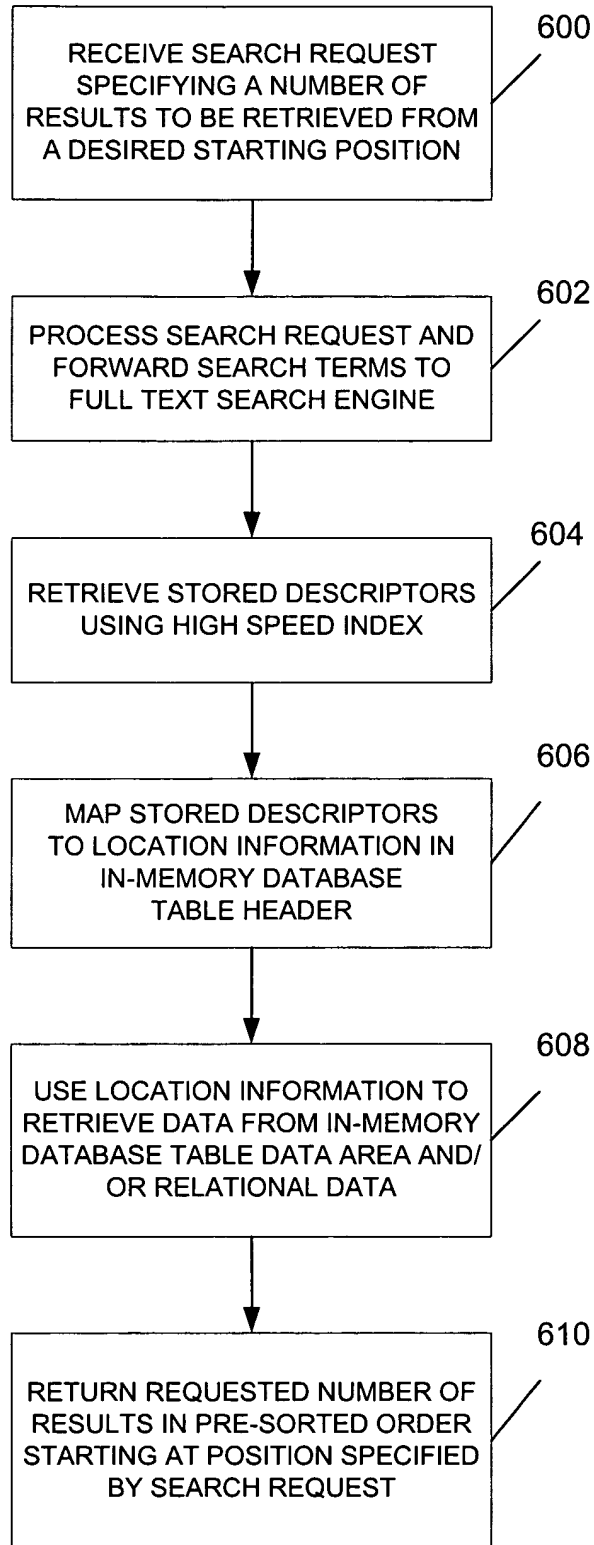 RECEIVE SEARCH REQUEST
SPECIFYING A NUMBER OF
RESULTS TO BE RETRIEVED FROM
A DESIRED STARTING POSITION
600
PROCESS SEARCH REQUEST AND
FORWARD SEARCH TERMS TO
FULL TEXT SEARCH ENGINE
602
RETRIEVE STORED DESCRIPTORS
USING HIGH SPEED INDEX
604
MAP STORED DESCRIPTORS
TO LOCATION INFORMATION IN
IN-MEMORY DATABASE
TABLE HEADER
606
USE LOCATION INFORMATION TO
RETRIEVE DATA FROM IN-MEMORY
DATABASE TABLE DATA AREA AND/
OR RELATIONAL DATA
608
RETURN REQUESTED NUMBER OF
RESULTS IN PRE-SORTED ORDER
STARTING AT POSITION SPECIFIED
BY SEARCH REQUEST
610